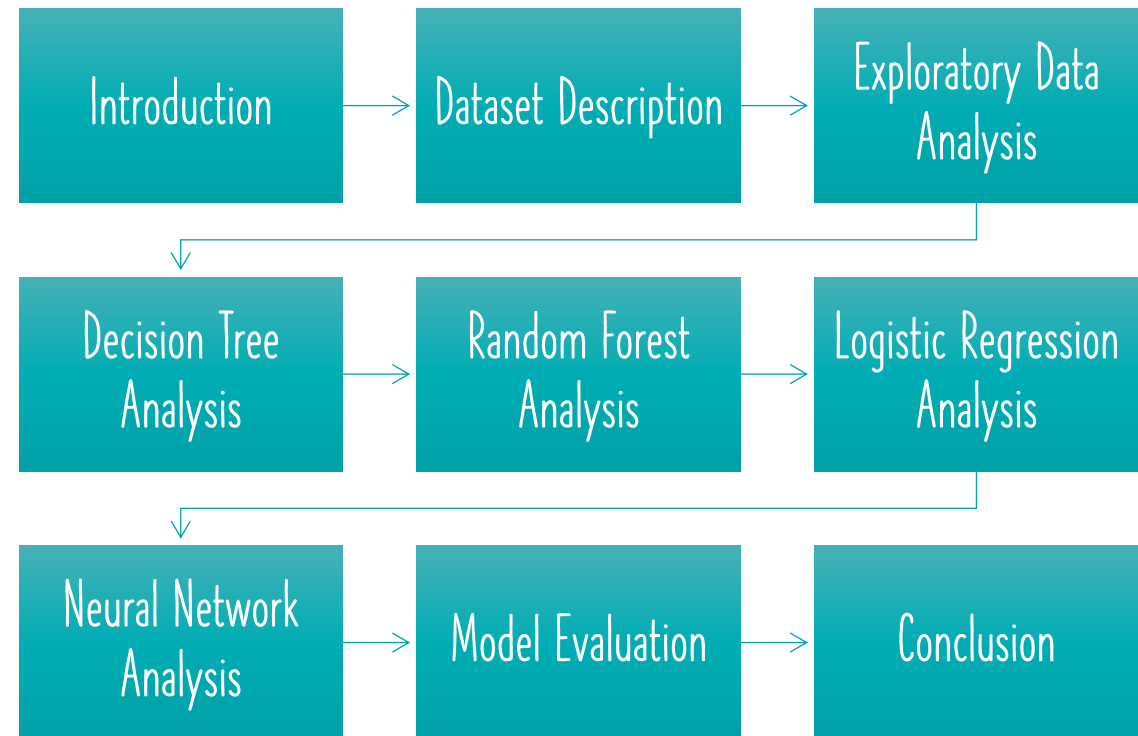 Introduction
Dataset Description
Exploratory Data
Analysis
Decision Tree
Analysis
Random Forest
Analysis
Logistic Regression
Analysis
Neural Network
Analysis
Model Evaluation
Conclusion